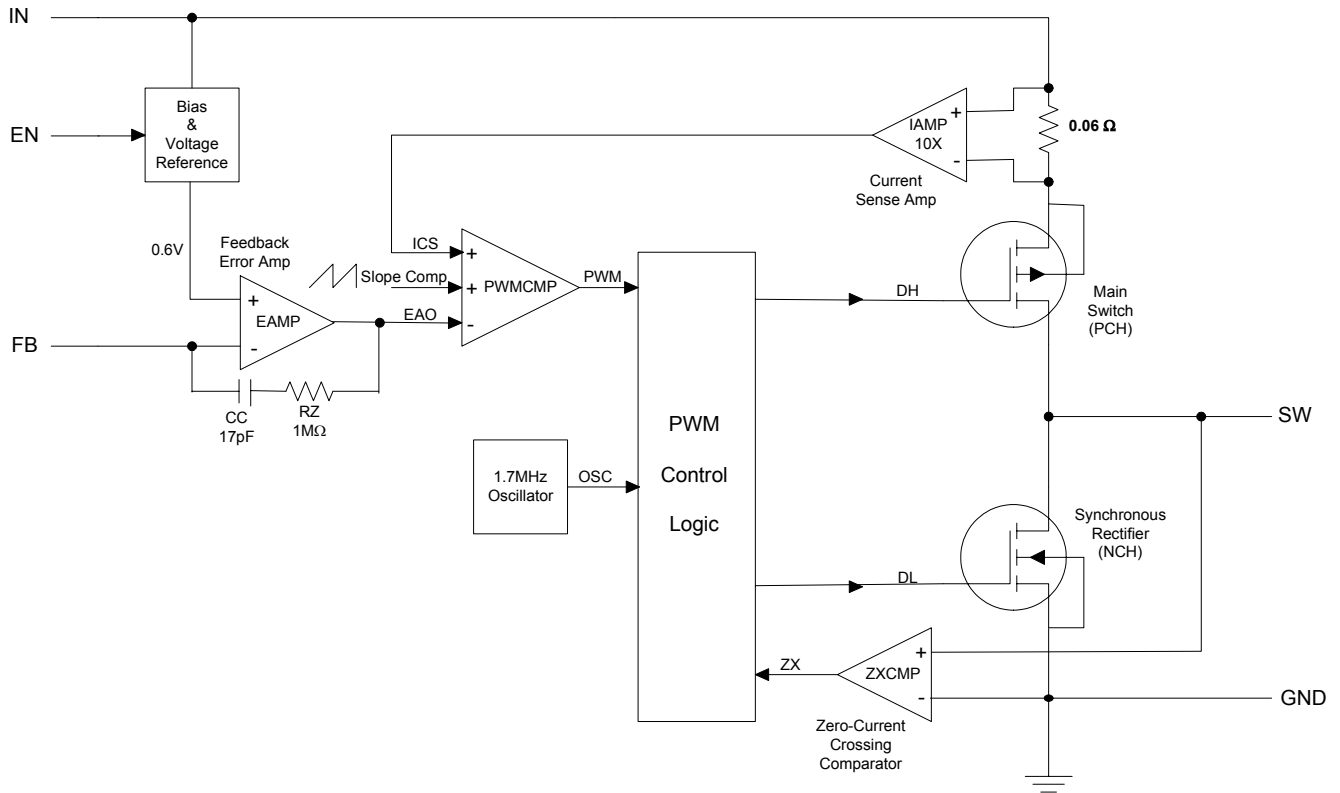 IN
EN
Bias
&
Voltage
Reference
0.6V
Feedback
Error Amp
+
EAMP
-
FB
CC
17pF
RZ
1MΩ
EAO
ICS
Slope Comp
+
+
-
PWMCMP
PWM
IAMP
10X
+
-
Current
Sense Amp
0.06 Ω
1.7MHz
Oscillator
OSC
PWM
Control
Logic
DH
Main
Switch
(PCH)
SW
Synchronous
Rectifier
(NCH)
DL
ZX
ZXCMP
+
-
Zero-Current
Crossing
Comparator
GND